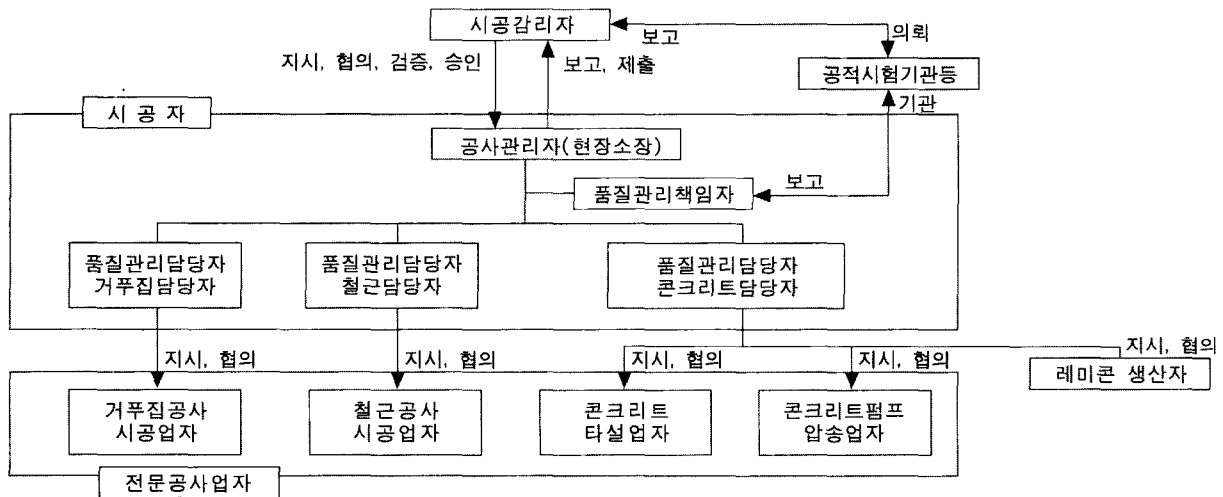 시공감리자
보고
의뢰
지시, 협의, 검증, 승인
보고, 제출
공적시험기관등
기관
시 공 자
공사관리자(현장소장)
보고
품질관리책임자
품질관리담당자
거푸집담당자
품질관리담당자
철근담당자
품질관리담당자
콘크리트담당자
지시, 협의
지시, 협의
지시, 협의
지시, 협의
지시, 협의
레미콘 생산자
거푸집공사
시공업자
철근공사
시공업자
콘크리트
타설업자
콘크리트펌프
압송업자
전문공사업자